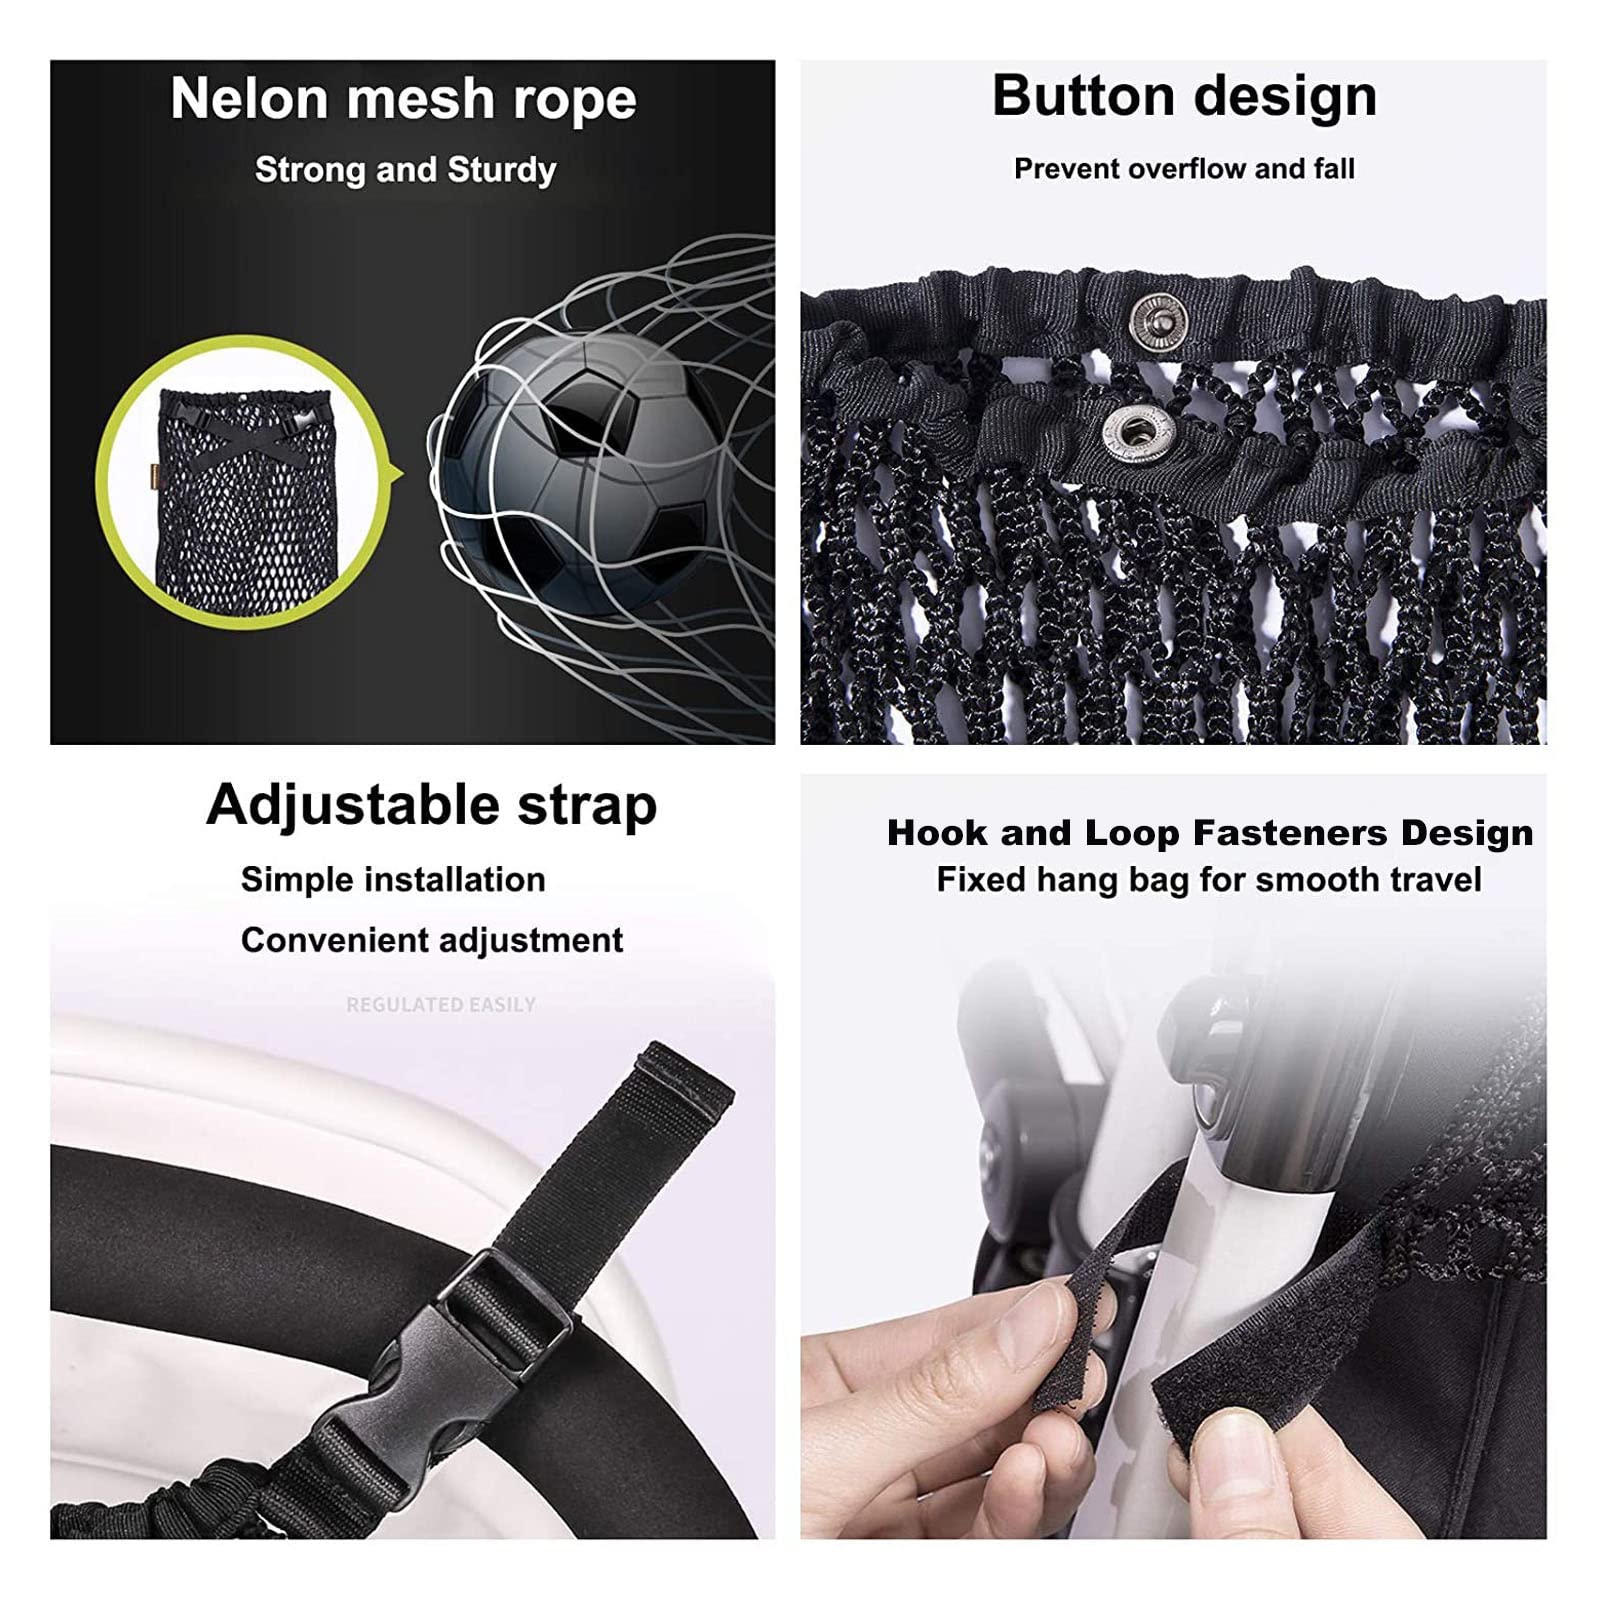 Nelon mesh rope
Strong and Sturdy
Button design
Prevent overflow and fall
Adjustable strap
Simple installation
Convenient adjustment
REGULATED EASILY
Hook and Loop Fasteners Design
Fixed hang bag for smooth travel